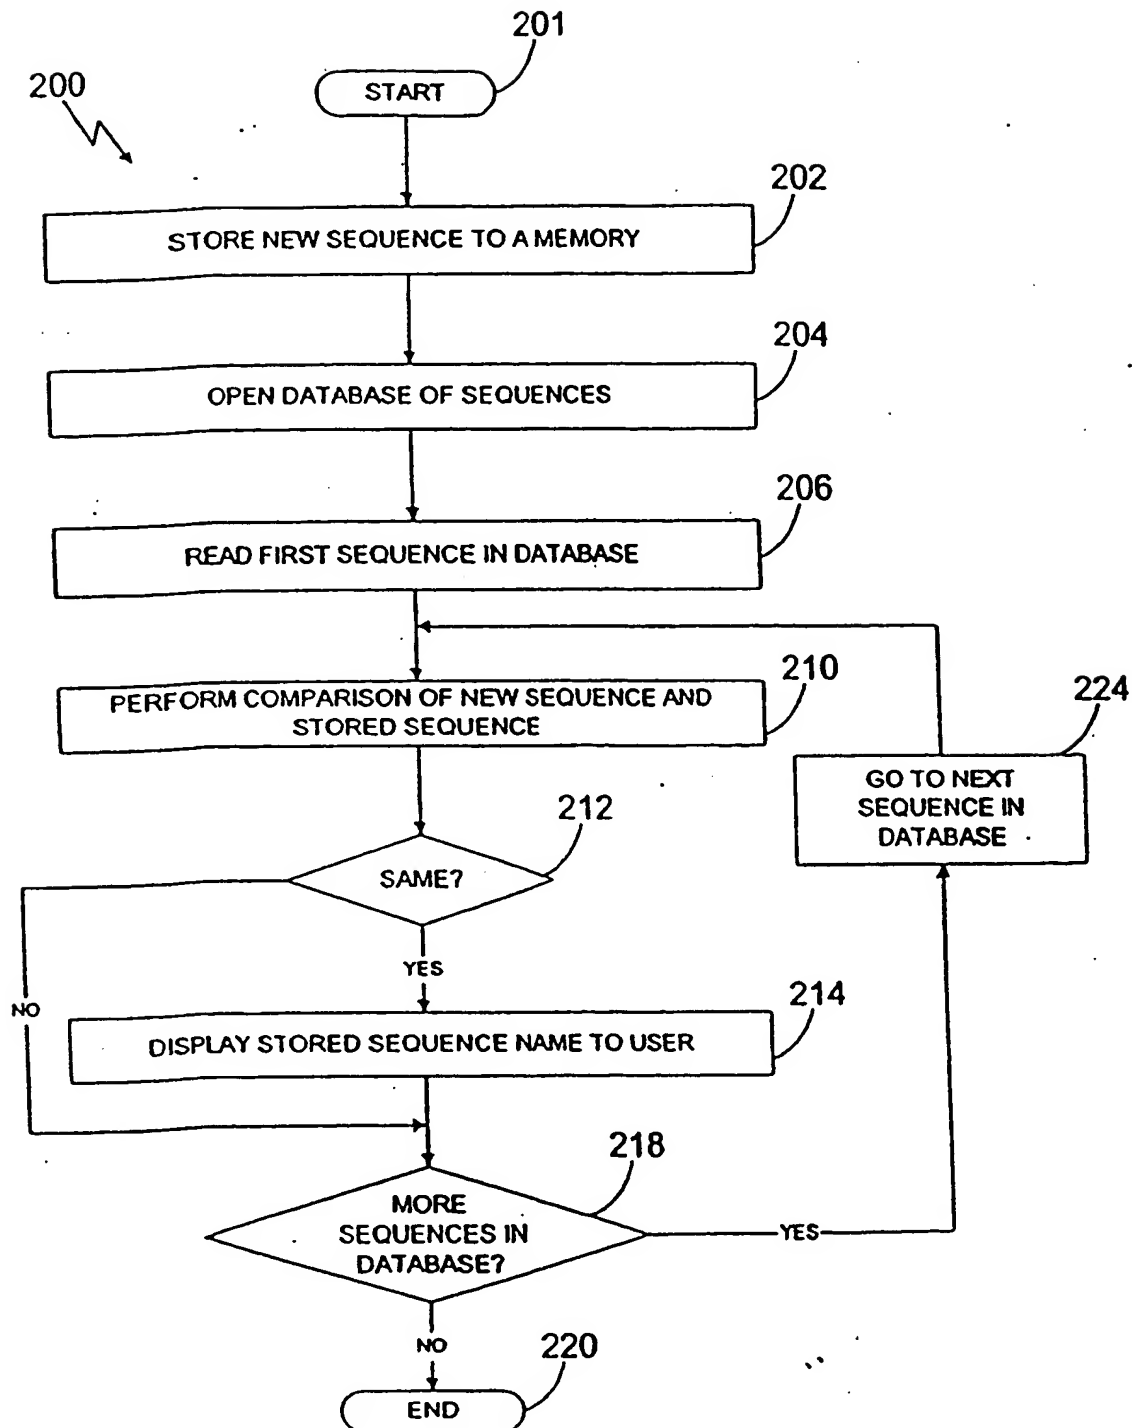 201
200
START
202
STORE NEW SEQUENCE TO A MEMORY
204
OPEN DATABASE OF SEQUENCES
206
READ FIRST SEQUENCE IN DATABASE
210
PERFORM COMPARISON OF NEW SEQUENCE AND
STORED SEQUENCE
224
GO TO NEXT
SEQUENCE IN
DATABASE
212
SAME?
YES
NO
214
DISPLAY STORED SEQUENCE NAME TO USER
218
MORE
SEQUENCES IN
DATABASE?
YES
NO
220
END